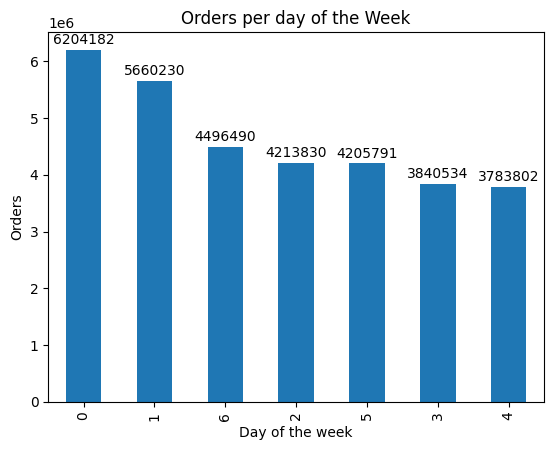 Orders per day of the Week
1e6
6204182
5660230
4496490
4213830
4205791
3840534
3783802
6
5
4
3
2
1
0
Orders
0 1 6 2 5 3 4
Day of the week